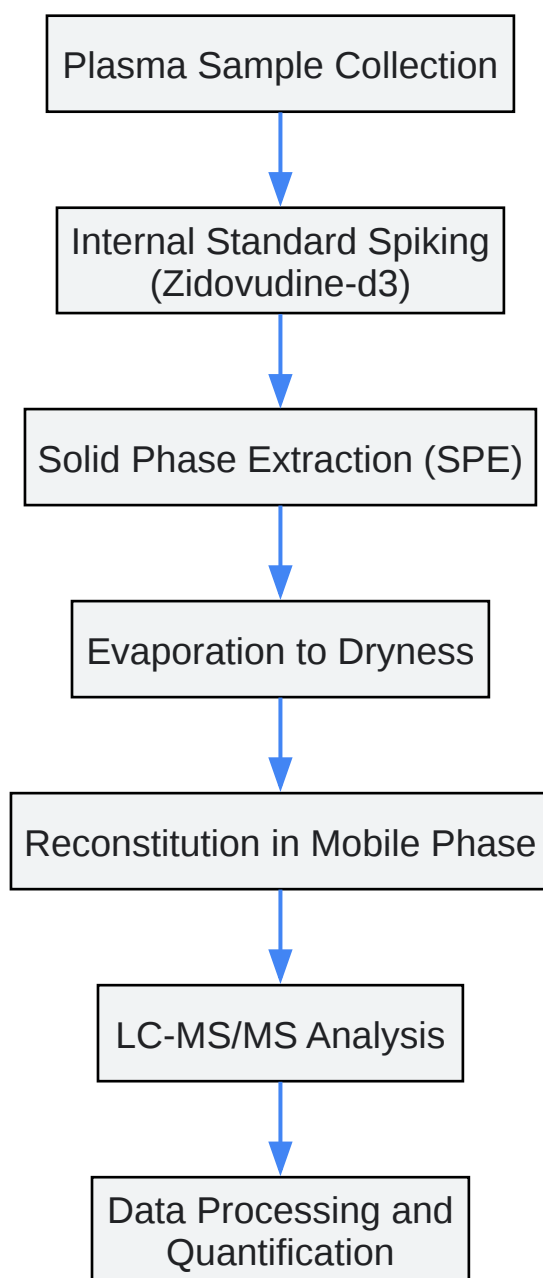 Plasma Sample Collection
Internal Standard Spiking
(Zidovudine-d3)
Solid Phase Extraction (SPE)
Evaporation to Dryness
Reconstitution in Mobile Phase
LC-MS/MS Analysis
Data Processing and
Quantification